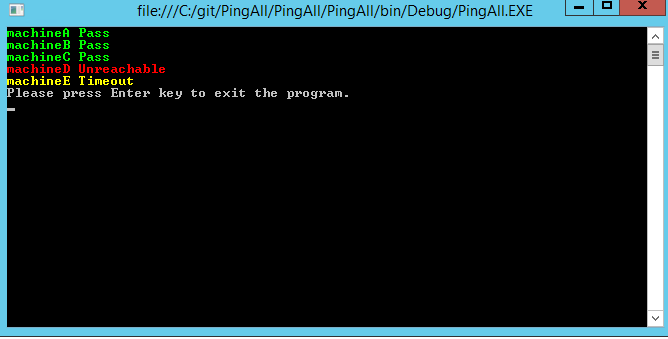 file:///C:/git/PingAll/PingAll/PingAll/bin/Debug/PingAll.EXE
machineA Pass
machineB Pass
machineC Pass
machineD Unreachable
machineE Timeout
Please press Enter key to exit the program.